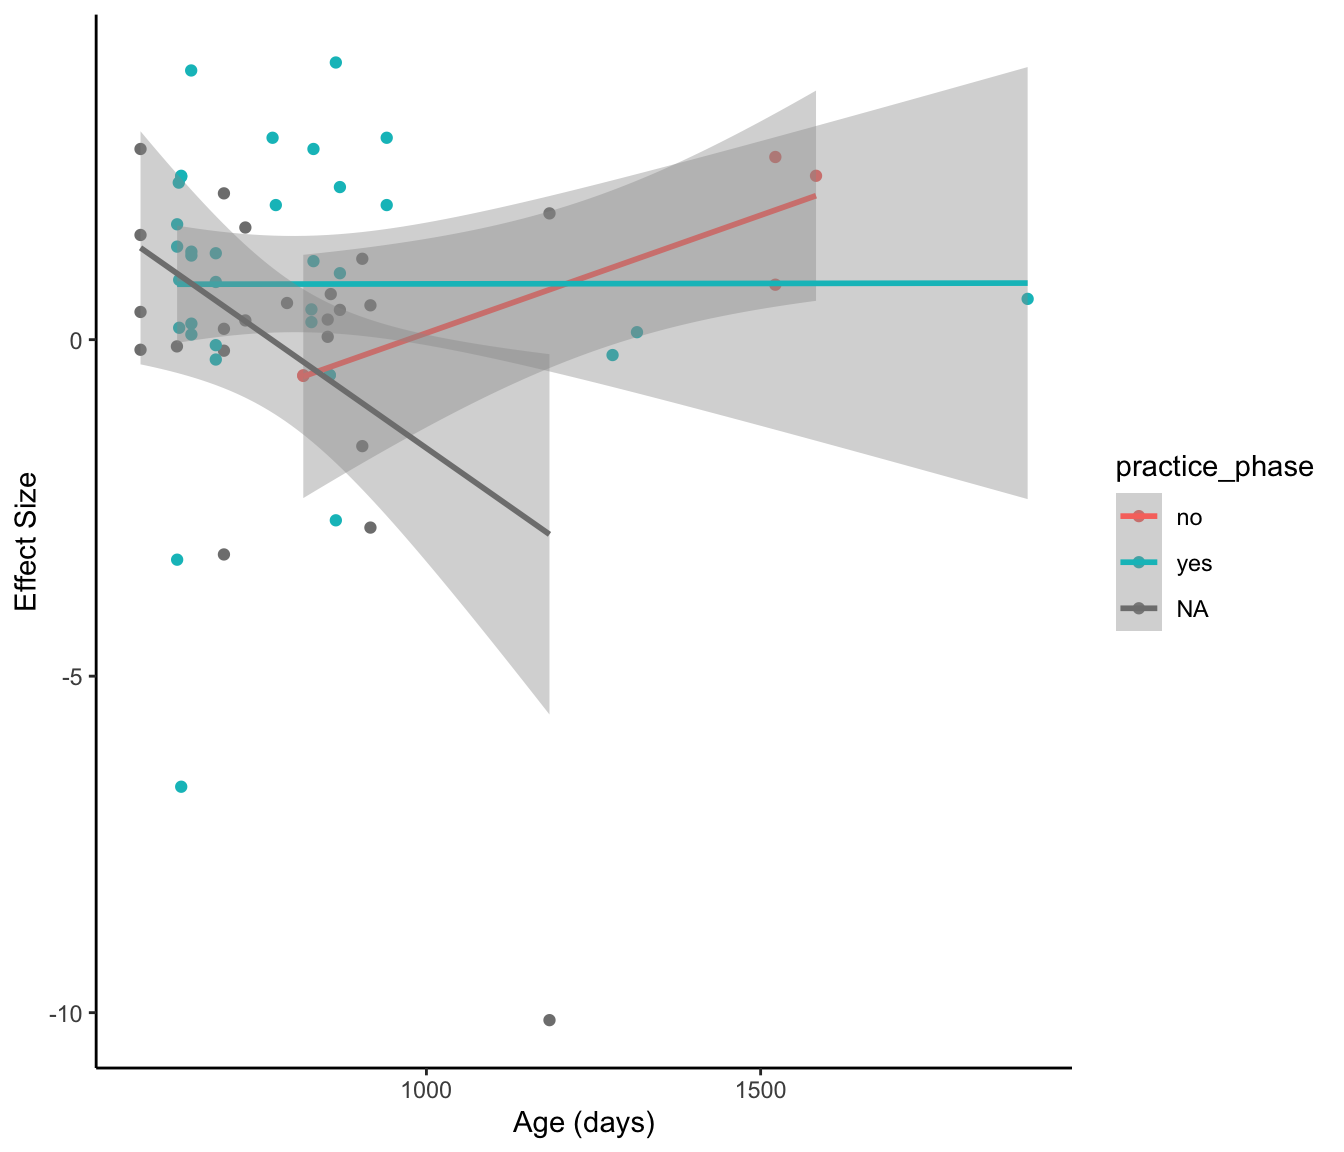 0
-5
-10
Effect Size
1000
1500
Age (days)
practice_phase
no
yes
NA